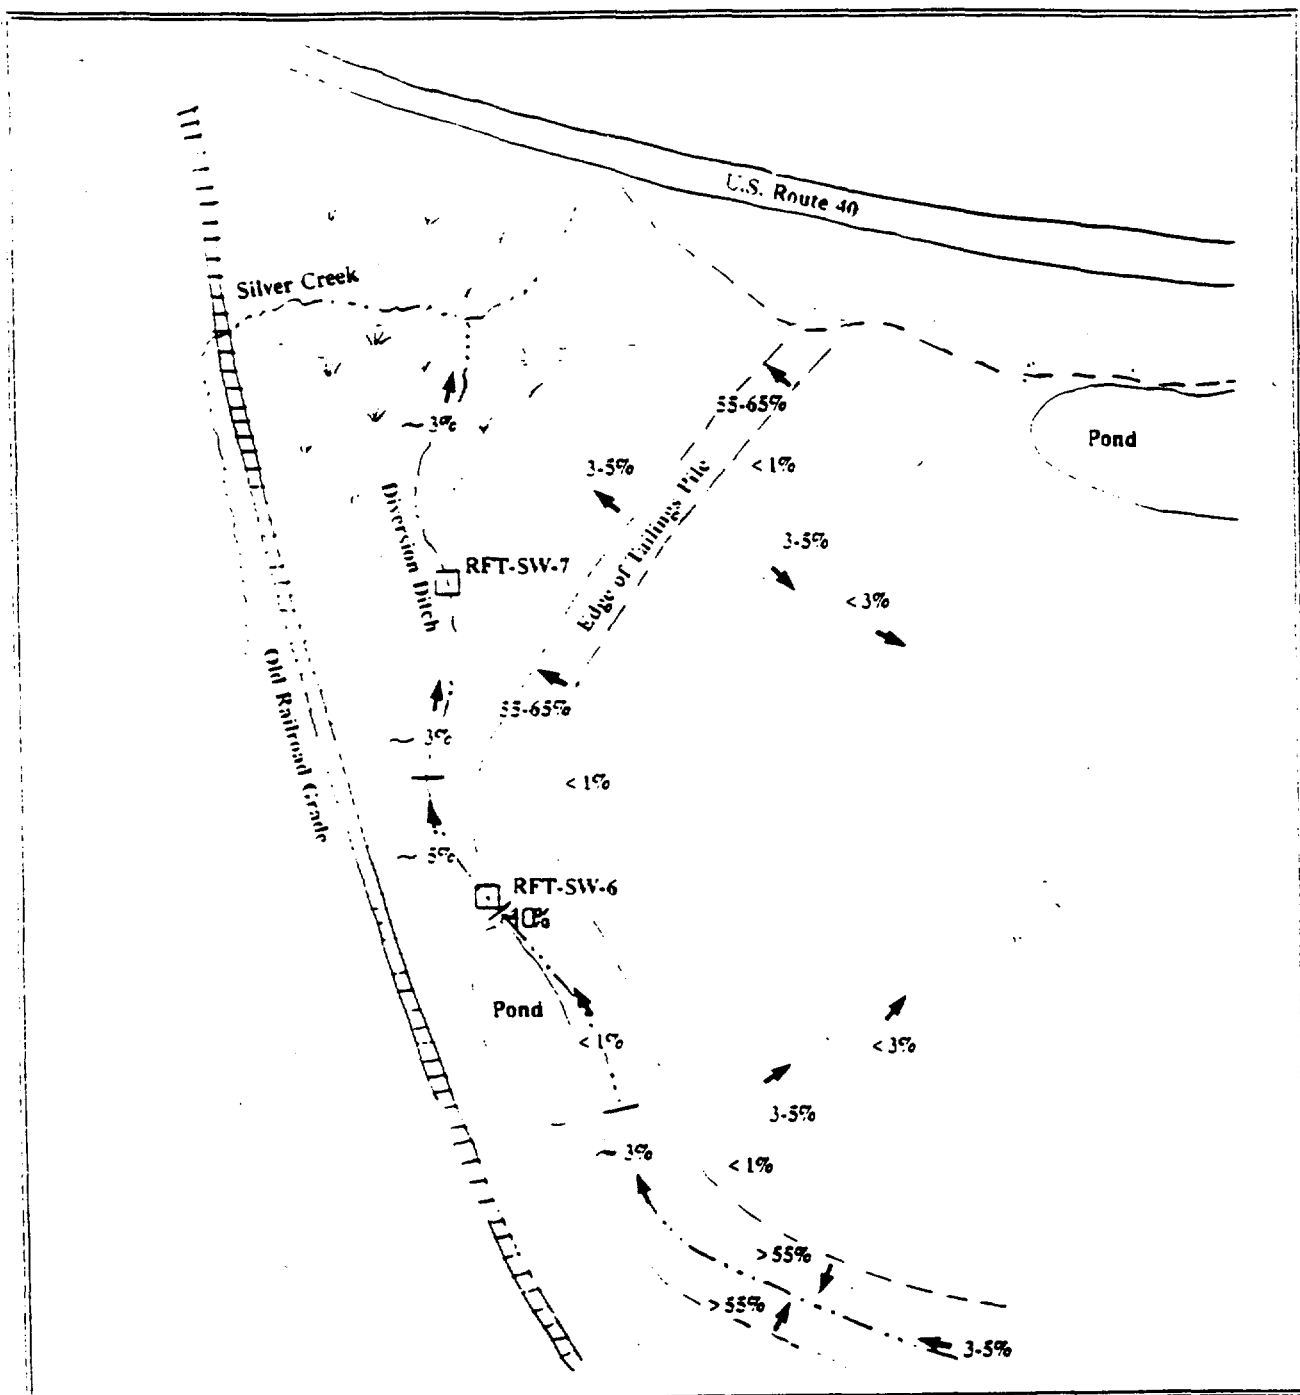 U.S. Route 40
Silver Creek
55-65%
~ 3%
Pond
3-5%
< 1%
Edge of Tailings Pile
Diversion Ditch
3-5%
RFT-SW-7
< 3%
Old Railroad Grade
55-65%
~ 3%
< 1%
~ 5%
RFT-SW-6
Pond
< 1%
< 3%
3-5%
~ 3%
< 1%
> 55%
> 55%
3-5%